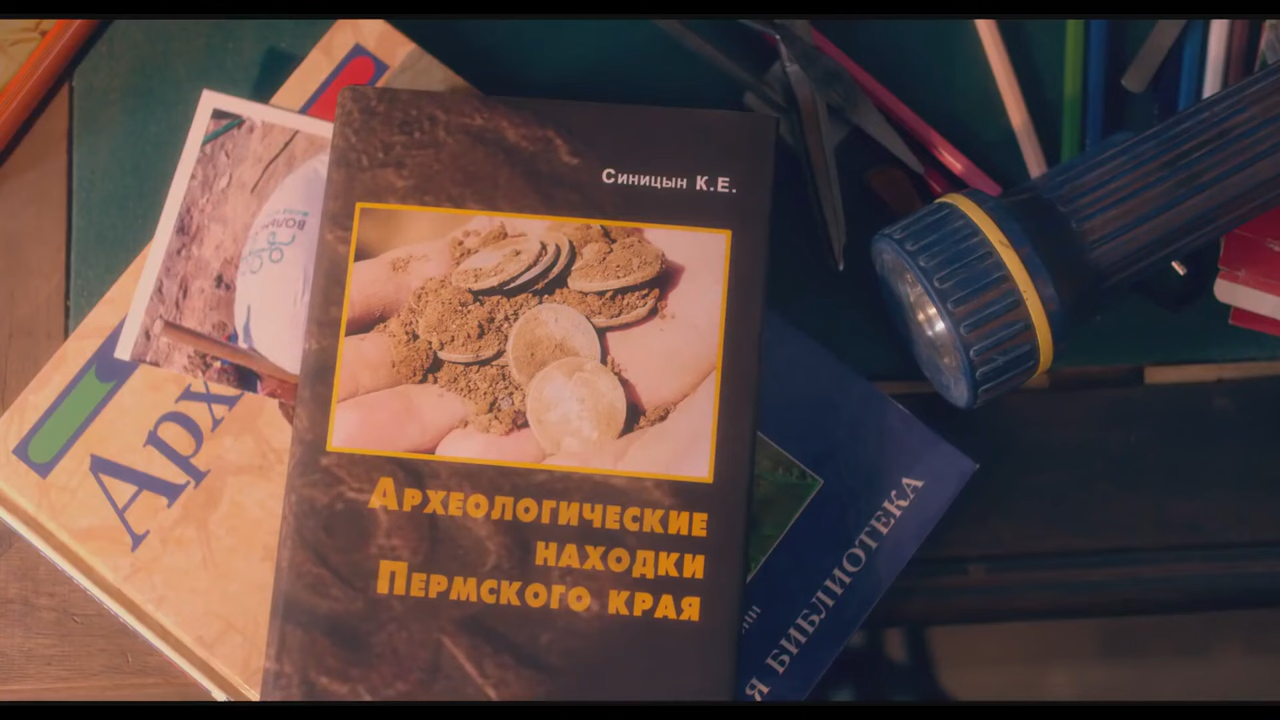 Синицын К.Е.
Археологические
находки
Пермского края
Арх
Я БИБЛИОТЕКА